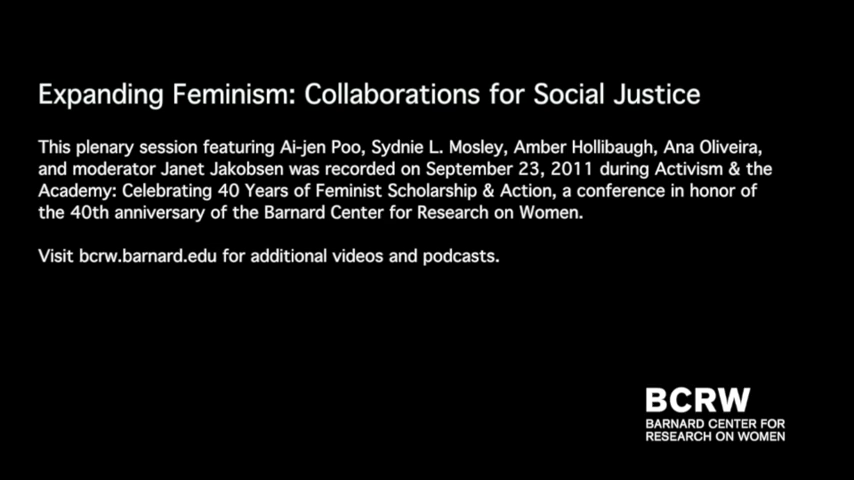 Expanding Feminism: Collaborations for Social Justice
This plenary session featuring Ai-jen Poo, Sydnie L. Mosley, Amber Hollibaugh, Ana Oliveira,
and moderator Janet Jakobsen was recorded on September 23, 2011 during Activism & the
Academy: Celebrating 40 Years of Feminist Scholarship & Action, a conference in honor of
the 40th anniversary of the Barnard Center for Research on Women.
Visit bcrw.barnard.edu for additional videos and podcasts.
BCRW
BARNARD CENTER FOR
RESEARCH ON WOMEN